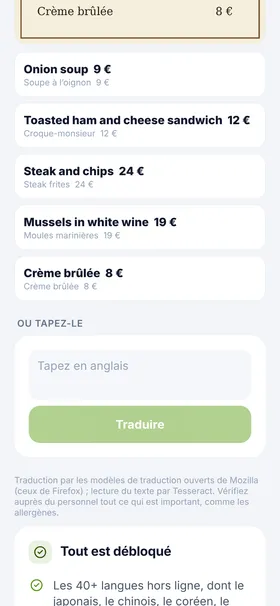 Crème brûlée 8 €
Onion soup 9 €
Soupe à l'oignon 9 €
Toasted ham and cheese sandwich 12 €
Croque-monsieur 12 €
Steak and chips 24 €
Steak frites 24 €
Mussels in white wine 19 €
Moules marinières 19 €
Crème brûlée 8 €
Crème brûlée 8 €
OU TAPEZ-LE
Tapez en anglais
Traduire
Traduction par les modèles de traduction ouverts de Mozilla
(ceux de Firefox) ; lecture du texte par Tesseract. Vérifiez
auprès du personnel tout ce qui est important, comme les
allergènes.
Tout est débloqué
Les 40+ langues hors ligne, dont le
japonais, le chinois, le coréen, le